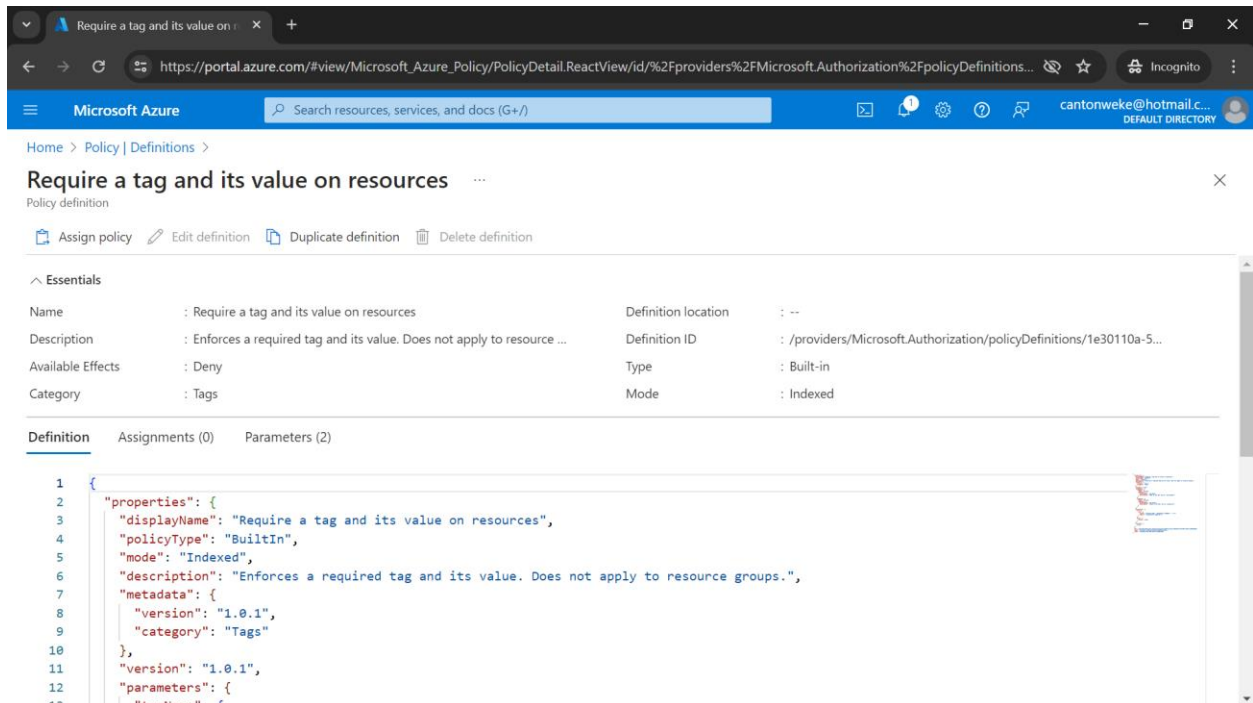 Require a tag and its value on
https://portal.azure.com/#view/Microsoft_Azure_Policy/PolicyDetail.ReactView/id/%2Fproviders%2FMicrosoft.Authorization%2FpolicyDefinitions...
Incognito
Microsoft Azure
Search resources, services, and docs (G+/)
1
cantonweke@hotmail.c...
DEFAULT DIRECTORY
Home > Policy | Definitions >
Require a tag and its value on resources ...
Policy definition
Assign policy Edit definition Duplicate definition Delete definition
Essentials
Name : Require a tag and its value on resources Definition location : --
Description : Enforces a required tag and its value. Does not apply to resource ... Definition ID : /providers/Microsoft.Authorization/policyDefinitions/1e30110a-5...
Available Effects : Deny Type : Built-in
Category : Tags Mode : Indexed
Definition Assignments (0) Parameters (2)
1 {
2 "properties": {
3 "displayName": "Require a tag and its value on resources",
4 "policyType": "BuiltIn",
5 "mode": "Indexed",
6 "description": "Enforces a required tag and its value. Does not apply to resource groups.",
7 "metadata": {
8 "version": "1.0.1",
9 "category": "Tags"
10 },
11 "version": "1.0.1",
12 "parameters": {